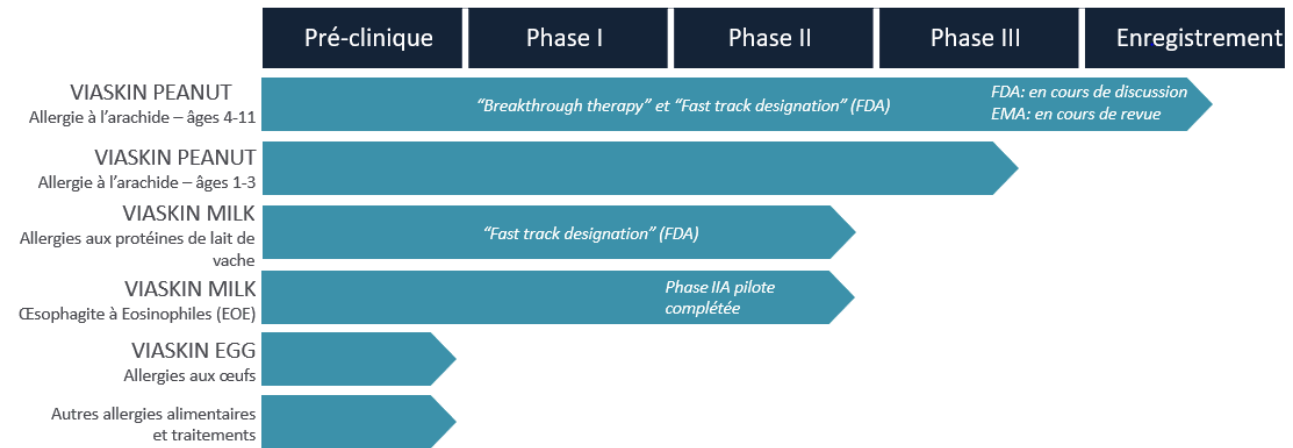 Pré-clinique
Phase I
Phase II
Phase III
Enregistrement
VIASKIN PEANUT
Allergie à l'arachide – âges 4-11
“Breakthrough therapy” et “Fast track designation” (FDA)
FDA: en cours de discussion
EMA: en cours de revue
VIASKIN PEANUT
Allergie à l'arachide – âges 1-3
VIASKIN MILK
Allergies aux protéines de lait de
vache
“Fast track designation” (FDA)
VIASKIN MILK
Œsophagite à Eosinophiles (EOE)
Phase IIA pilote
complétée
VIASKIN EGG
Allergies aux œufs
Autres allergies alimentaires
et traitements